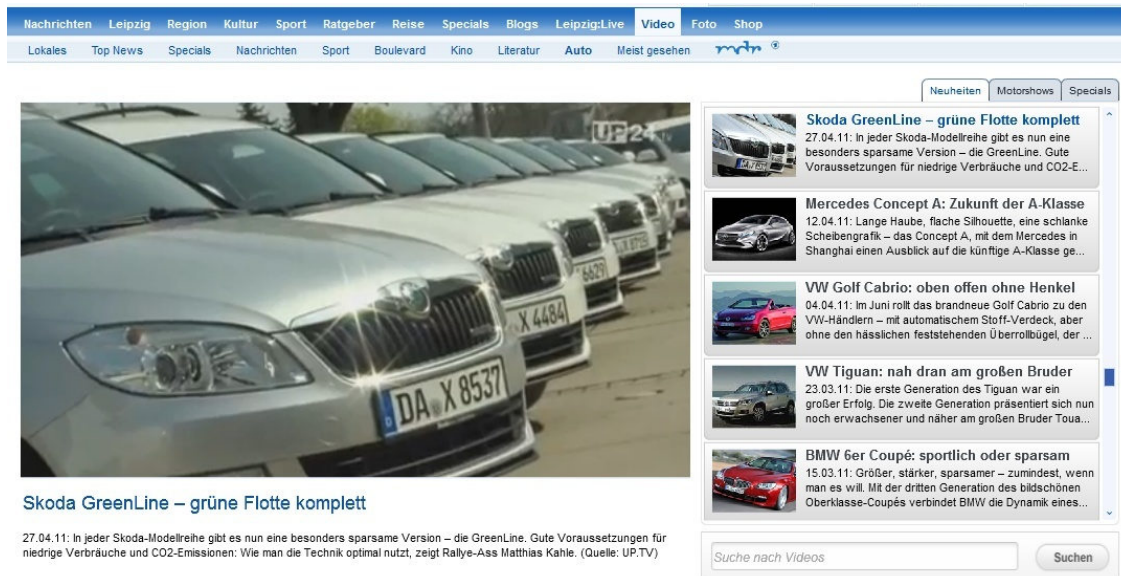 Nachrichten Leipzig Region Kultur Sport Ratgeber Reise Specials Blogs Leipzig:Live Video Foto Shop
Lokales Top News Specials Nachrichten Sport Boulevard Kino Literatur Auto Meist gesehen mdr
Neuheiten Motorshows Specials
UP24.TV
X 4484
6629
DA X 8537
Skoda GreenLine – grüne Flotte komplett
27.04.11: In jeder Skoda-Modellreihe gibt es nun eine besonders sparsame Version – die GreenLine. Gute Voraussetzungen für
niedrige Verbräuche und CO2-Emissionen: Wie man die Technik optimal nutzt, zeigt Rallye-Ass Matthias Kahle. (Quelle: UP.TV)
Skoda GreenLine – grüne Flotte komplett
27.04.11: In jeder Skoda-Modellreihe gibt es nun eine
besonders sparsame Version – die GreenLine. Gute
Voraussetzungen für niedrige Verbräuche und CO2-E...
Mercedes Concept A: Zukunft der A-Klasse
12.04.11: Lange Haube, flache Silhouette, eine schlanke
Scheibengrafik – das Concept A, mit dem Mercedes in
Shanghai einen Ausblick auf die künftige A-Klasse ge...
VW Golf Cabrio: oben offen ohne Henkel
04.04.11: Im Juni rollt das brandneue Golf Cabrio zu den
VW-Händlern – mit automatischem Stoff-Verdeck, aber
ohne den hässlichen feststehenden Überrollbügel, der ...
VW Tiguan: nah dran am großen Bruder
23.03.11: Die erste Generation des Tiguan war ein
großer Erfolg. Die zweite Generation präsentiert sich nun
noch erwachsener und näher am großen Bruder Toua...
BMW 6er Coupé: sportlich oder sparsam
15.03.11: Größer, stärker, sparsamer – zumindest, wenn
man es will. Mit der dritten Generation des bildschönen
Oberklasse-Coupés verbindet BMW die Dynamik eines...
Suche nach Videos Suchen